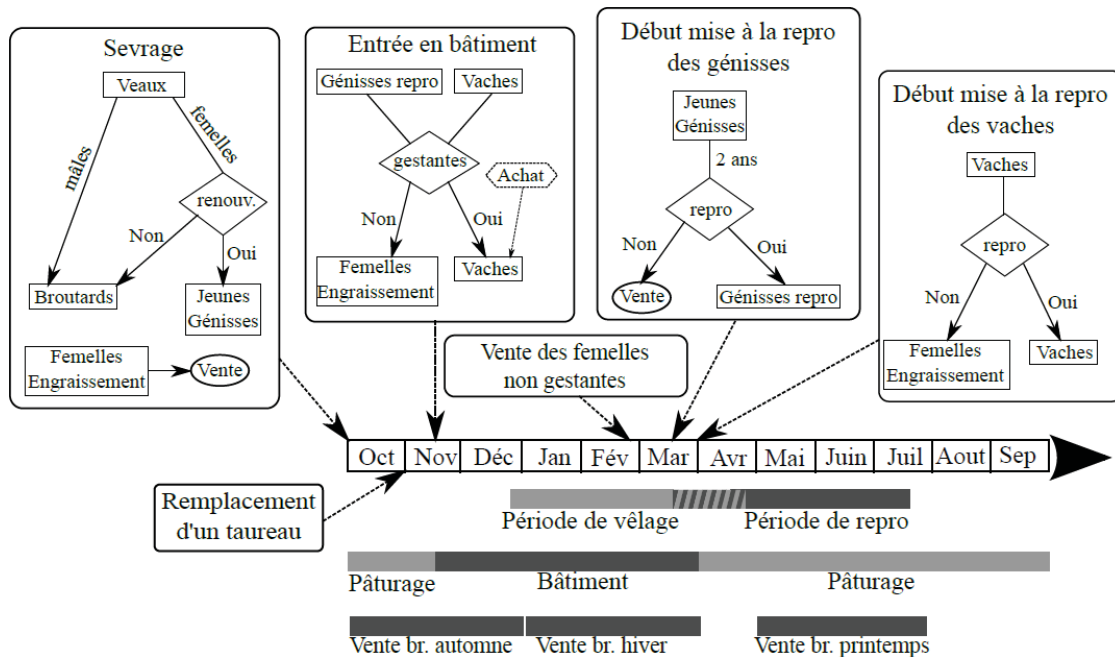 Sevrage
Veaux
mâles
femelles
renouv.
Non
Oui
Broutards
Jeunes
Génisses
Femelles
Engraissement
Vente
Entrée en bâtiment
Génisses repro
Vaches
gestantes
Achat
Non
Oui
Femelles
Engraissement
Vaches
Début mise à la repro
des génisses
Jeunes
Génisses
2 ans
repro
Non
Oui
Vente
Génisses repro
Début mise à la repro
des vaches
Vaches
repro
Non
Oui
Femelles
Engraissement
Vaches
Vente des femelles
non gestantes
Oct Nov Déc Jan Fév Mar Avr Mai Juin Juil Aout Sep
Remplacement
d'un taureau
Période de vêlage Période de repro
Pâturage Bâtiment Pâturage
Vente br. automne Vente br. hiver Vente br. printemps